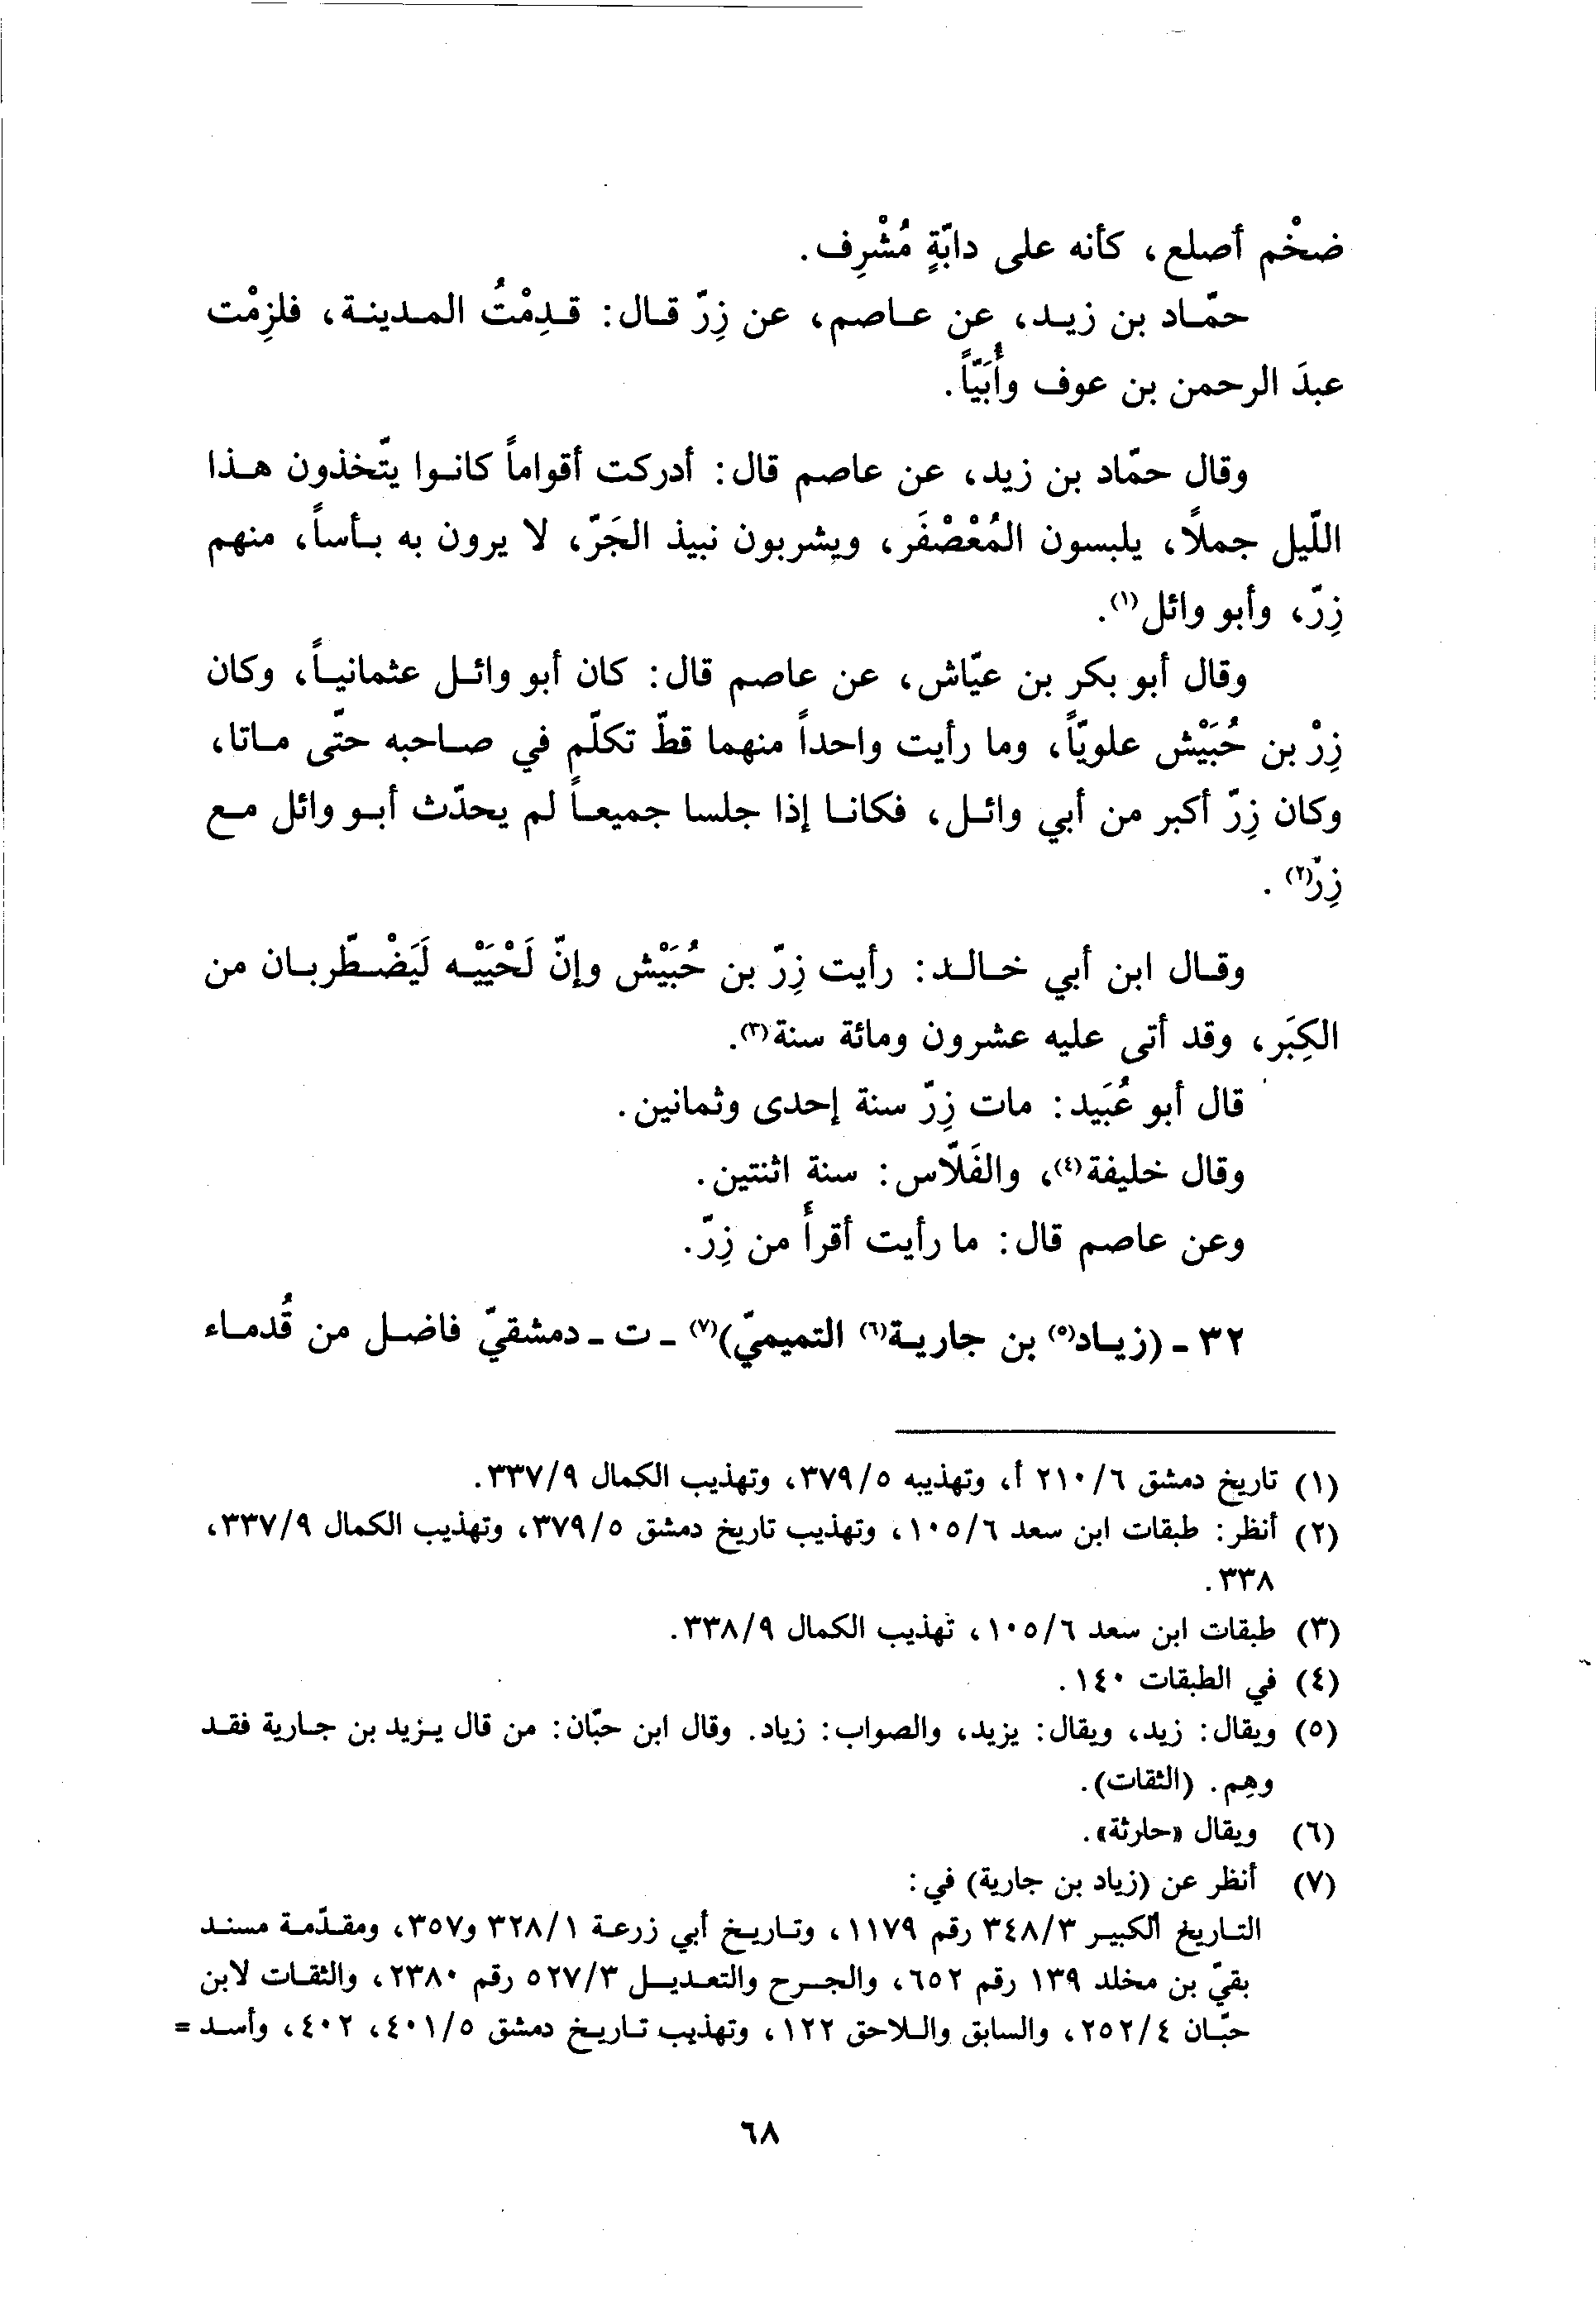 ضخْم أصلع، كأنه على دابّةٍ مُشْرِف.
حمّاد بن زيد، عن عاصم، عن زِرّ قال: قدِمْتُ المدينة، فلزِمْت
عبدَ الرحمن بن عوف وأُبَيّاً.
وقال حمّاد بن زيد، عن عاصم قال: أدركت أقواماً كانوا يتّخذون هذا
اللّيل جملاً، يلبسون المُعْصْفَر، ويشربون نبيذ الجَرّ، لا يرون به بأساً، منهم
زِرّ، وأبو وائل(١).
وقال أبو بكر بن عيّاش، عن عاصم قال: كان أبو وائل عثمانياً، وكان
زِرْ بن حُبَيْش علويّاً، وما رأيت واحداً منهما قطّ تكلّم في صاحبه حتّى ماتا،
وكان زِرّ أكبر من أبي وائل، فكانا إذا جلسا جميعاً لم يحدّث أبو وائل مع
زِرّ(٢).
وقال ابن أبي خالد: رأيت زِرّ بن حُبَيْش وإنّ لَحْيَيْه لَيَضْطّربان من
الكِبَر، وقد أتى عليه عشرون ومائة سنة(٣).
قال أبو عُبَيد: مات زِرّ سنة إحدى وثمانين.
وقال خليفة(٤)، والفَلّاس: سنة اثنتين.
وعن عاصم قال: ما رأيت أقرأ من زِرّ.
٣٢ - (زياد(٥) بن جارية(٦) التميميّ)(٧) - ت - دمشقيّ فاضل من قُدماء
(١) تاريخ دمشق ٦/٢١٠ أ، وتهذيبه ٥/٣٧٩، وتهذيب الكمال ٩/٣٣٧.
(٢) أنظر: طبقات ابن سعد ٦/١٠٥، وتهذيب تاريخ دمشق ٥/٣٧٩، وتهذيب الكمال ٩/٣٣٧،
٣٣٨.
(٣) طبقات ابن سعد ٦/١٠٥، تهذيب الكمال ٩/٣٣٨.
(٤) في الطبقات ١٤٠.
(٥) ويقال: زيد، ويقال: يزيد، والصواب: زياد. وقال ابن حبّان: من قال يزيد بن جارية فقد
وهِم. (الثقات).
(٦) ويقال «حارثة».
(٧) أنظر عن (زياد بن جارية) في:
التاريخ الكبير ٣/٣٤٨ رقم ١١٧٩، وتاريخ أبي زرعة ١/٣٢٨ و٣٥٧، ومقدّمة مسند
بقيّ بن مخلد ١٣٩ رقم ٦٥٢، والجرح والتعديل ٣/٥٢٧ رقم ٢٣٨٠، والثقات لابن
حبّان ٤/٢٥٢، والسابق واللاحق ١٢٢، وتهذيب تاريخ دمشق ٥/٤٠١، ٤٠٢، وأسد =
٦٨